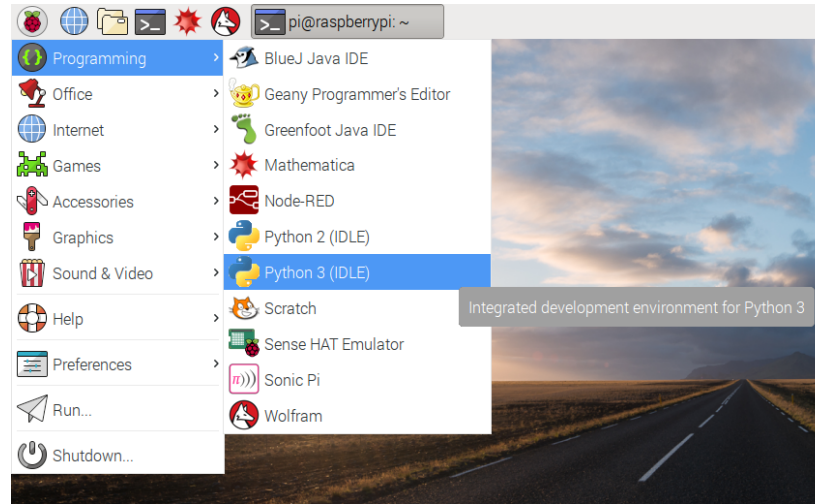 pi@raspberrypi: ~
Programming
Office
Internet
Games
Accessories
Graphics
Sound & Video
Help
Preferences
Run...
Shutdown...
BlueJ Java IDE
Geany Programmer's Editor
Greenfoot Java IDE
Mathematica
Node-RED
Python 2 (IDLE)
Python 3 (IDLE)
Integrated development environment for Python 3
Scratch
Sense HAT Emulator
Sonic Pi
Wolfram